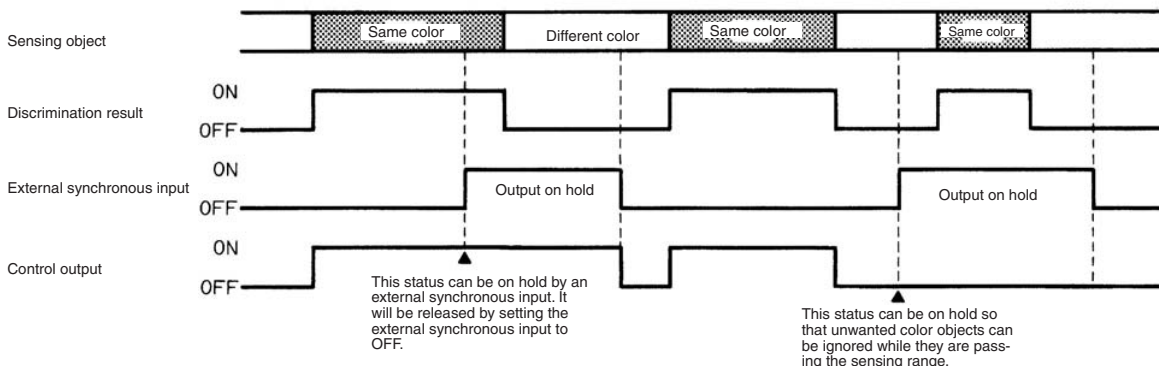 Sensing object
Same color
Different color
Same color
Same color
Discrimination result
ON
OFF
External synchronous input
ON
OFF
Output on hold
Output on hold
Control output
ON
OFF
This status can be on hold by an
external synchronous input. It
will be released by setting the
external synchronous input to
OFF.
This status can be on hold so
that unwanted color objects can
be ignored while they are pass-
ing the sensing range.